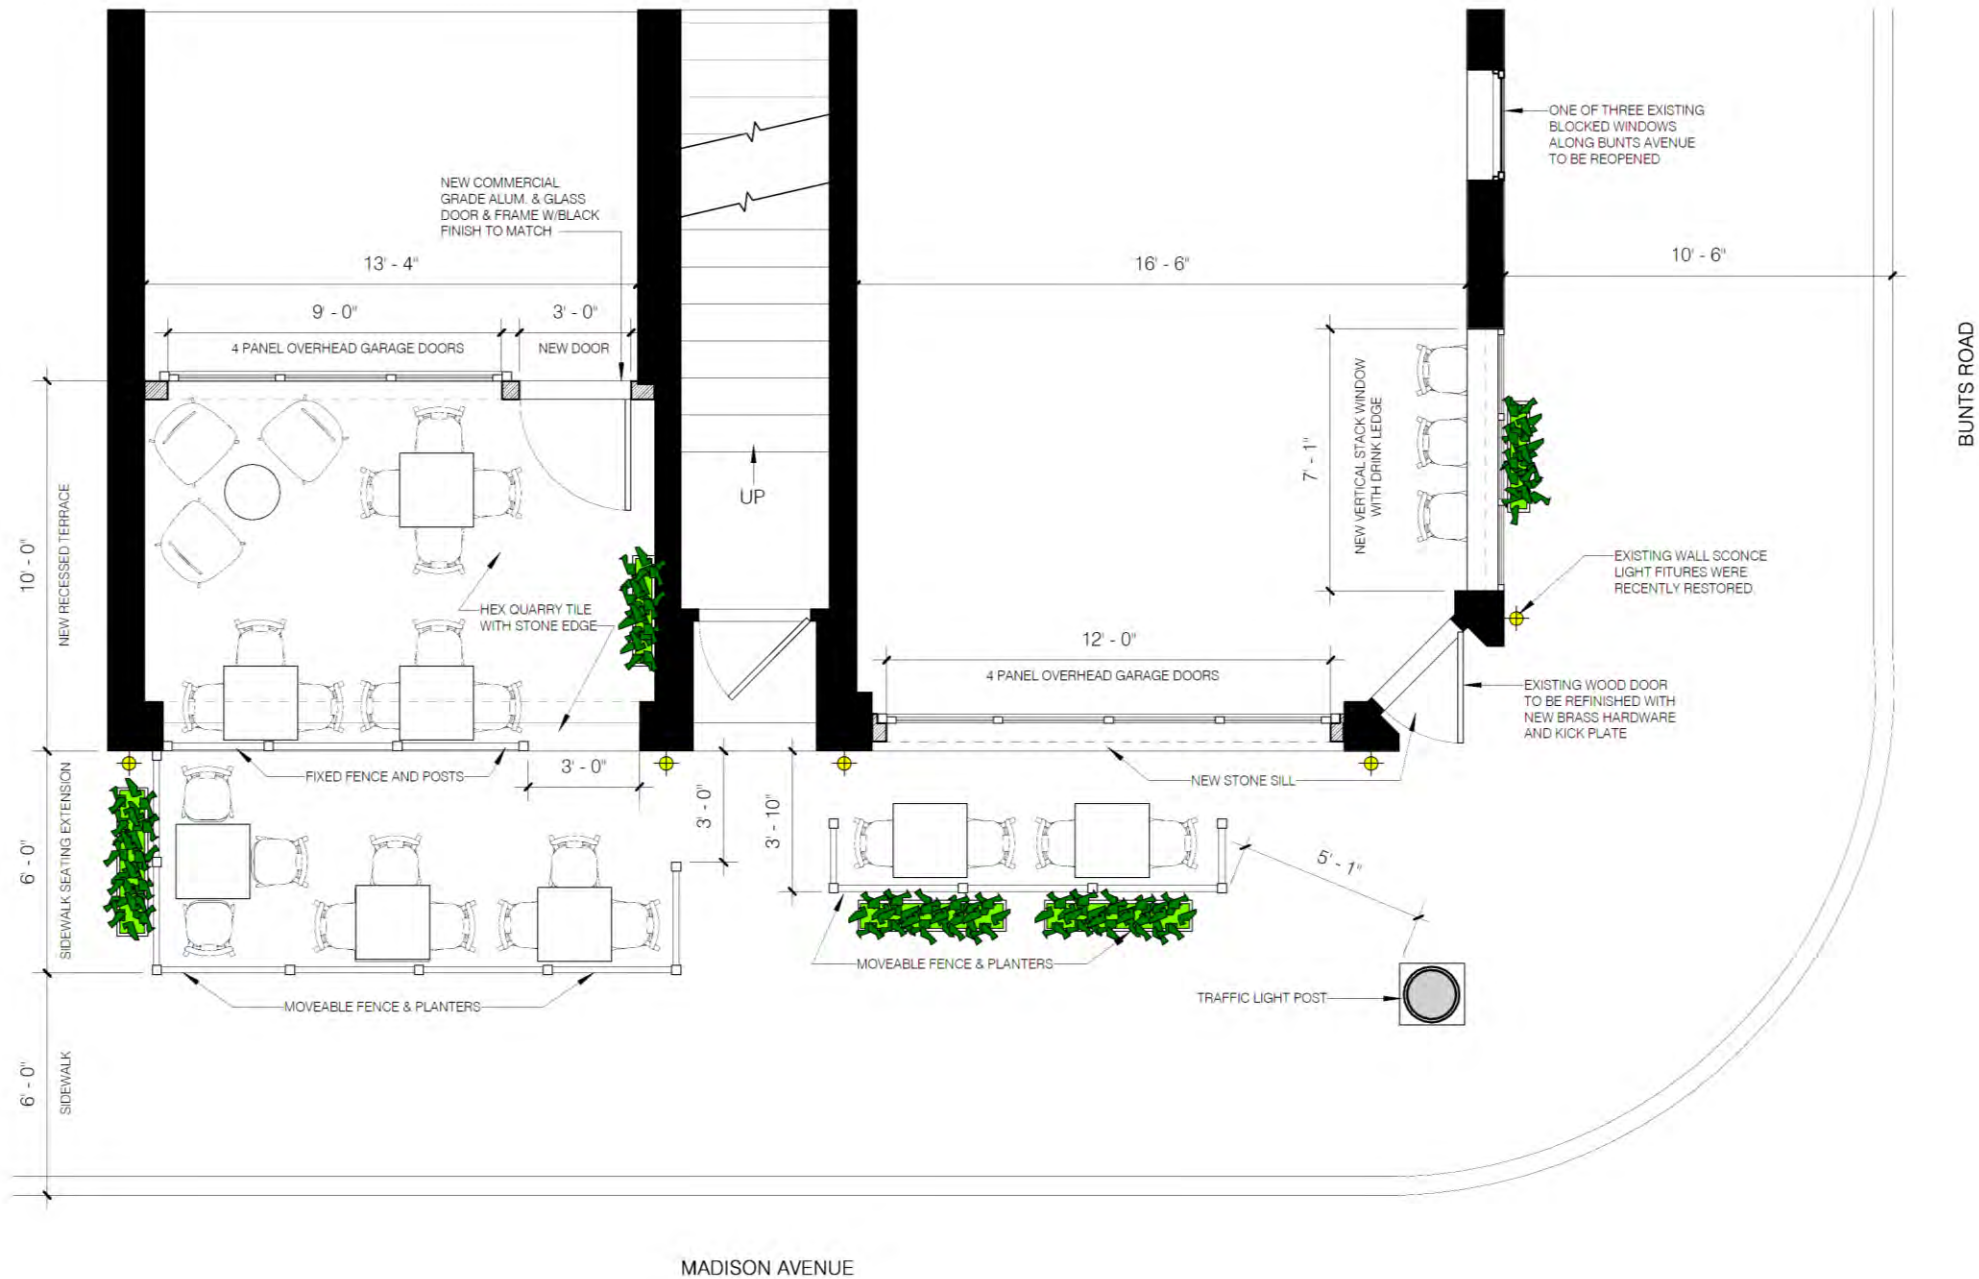 ONE OF THREE EXISTING
BLOCKED WINDOWS
ALONG BUNTS AVENUE
TO BE REOPENED
NEW COMMERCIAL
GRADE ALUM. & GLASS
DOOR & FRAME W/BLACK
FINISH TO MATCH
13' - 4"
16' - 6"
10' - 6"
9' - 0"
3' - 0"
4 PANEL OVERHEAD GARAGE DOORS
NEW DOOR
BUNTS ROAD
7' - 1"
NEW VERTICAL STACK WINDOW
WITH DRINK LEDGE
UP
10' - 0"
NEW RECESSED TERRACE
HEX QUARRY TILE
WITH STONE EDGE
EXISTING WALL SCONCE
LIGHT FITURES WERE
RECENTLY RESTORED
12' - 0"
4 PANEL OVERHEAD GARAGE DOORS
EXISTING WOOD DOOR
TO BE REFINISHED WITH
NEW BRASS HARDWARE
AND KICK PLATE
FIXED FENCE AND POSTS
3' - 0"
3' - 0"
3' - 10"
NEW STONE SILL
6' - 0"
SIDEWALK SEATING EXTENSION
5' - 1"
MOVEABLE FENCE & PLANTERS
MOVEABLE FENCE & PLANTERS
TRAFFIC LIGHT POST
6' - 0"
SIDEWALK
MADISON AVENUE